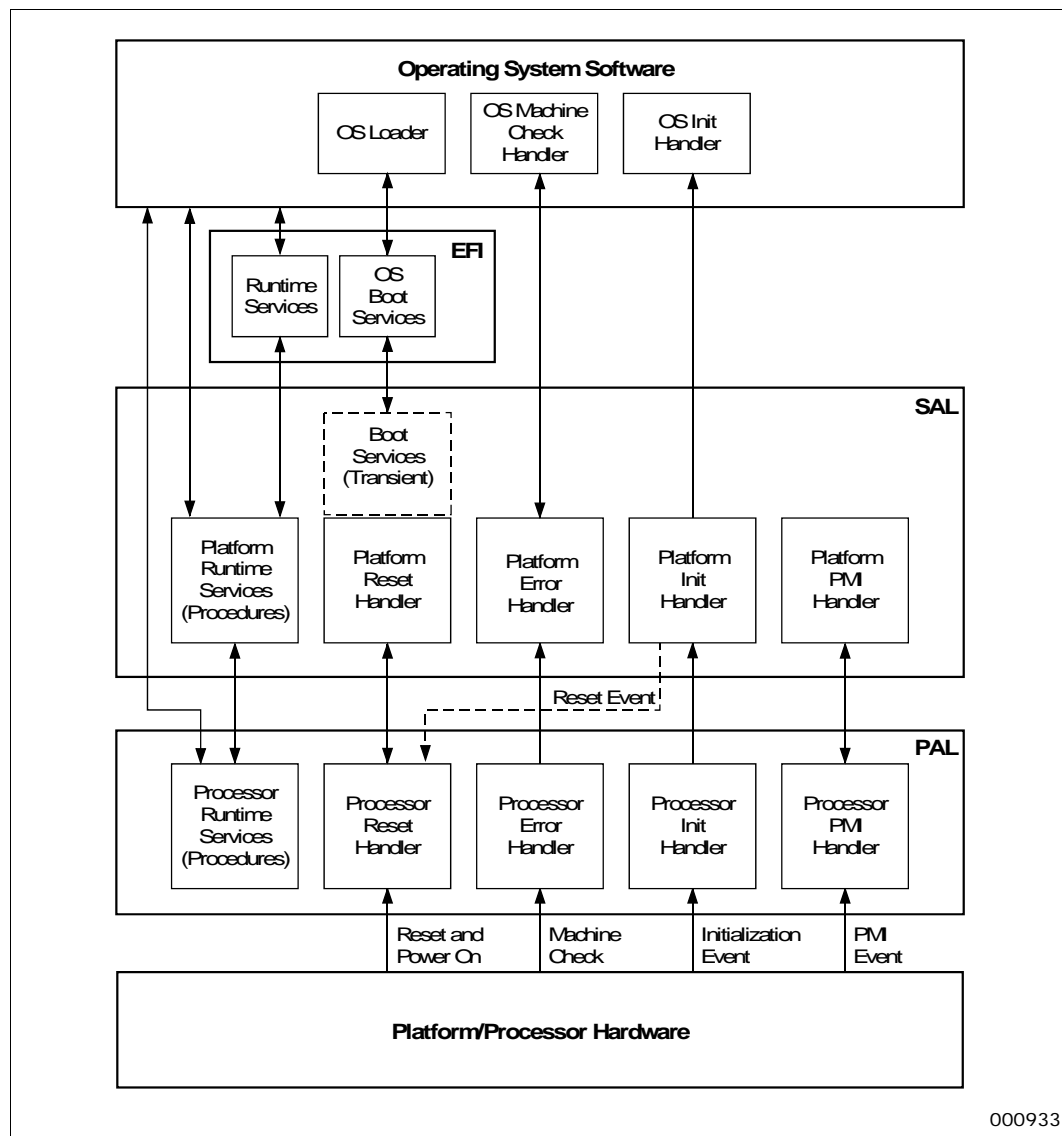 Operating System Software
OS Loader
OS Machine
Check
Handler
OS Init
Handler
EFI
Runtime
Services
OS
Boot
Services
SAL
Boot
Services
(Transient)
Platform
Runtime
Services
(Procedures)
Platform
Reset
Handler
Platform
Error
Handler
Platform
Init
Handler
Platform
PMI
Handler
Reset Event
PAL
Processor
Runtime
Services
(Procedures)
Processor
Reset
Handler
Processor
Error
Handler
Processor
Init
Handler
Processor
PMI
Handler
Reset and
Power On
Machine
Check
Initialization
Event
PMI
Event
Platform/Processor Hardware
000933